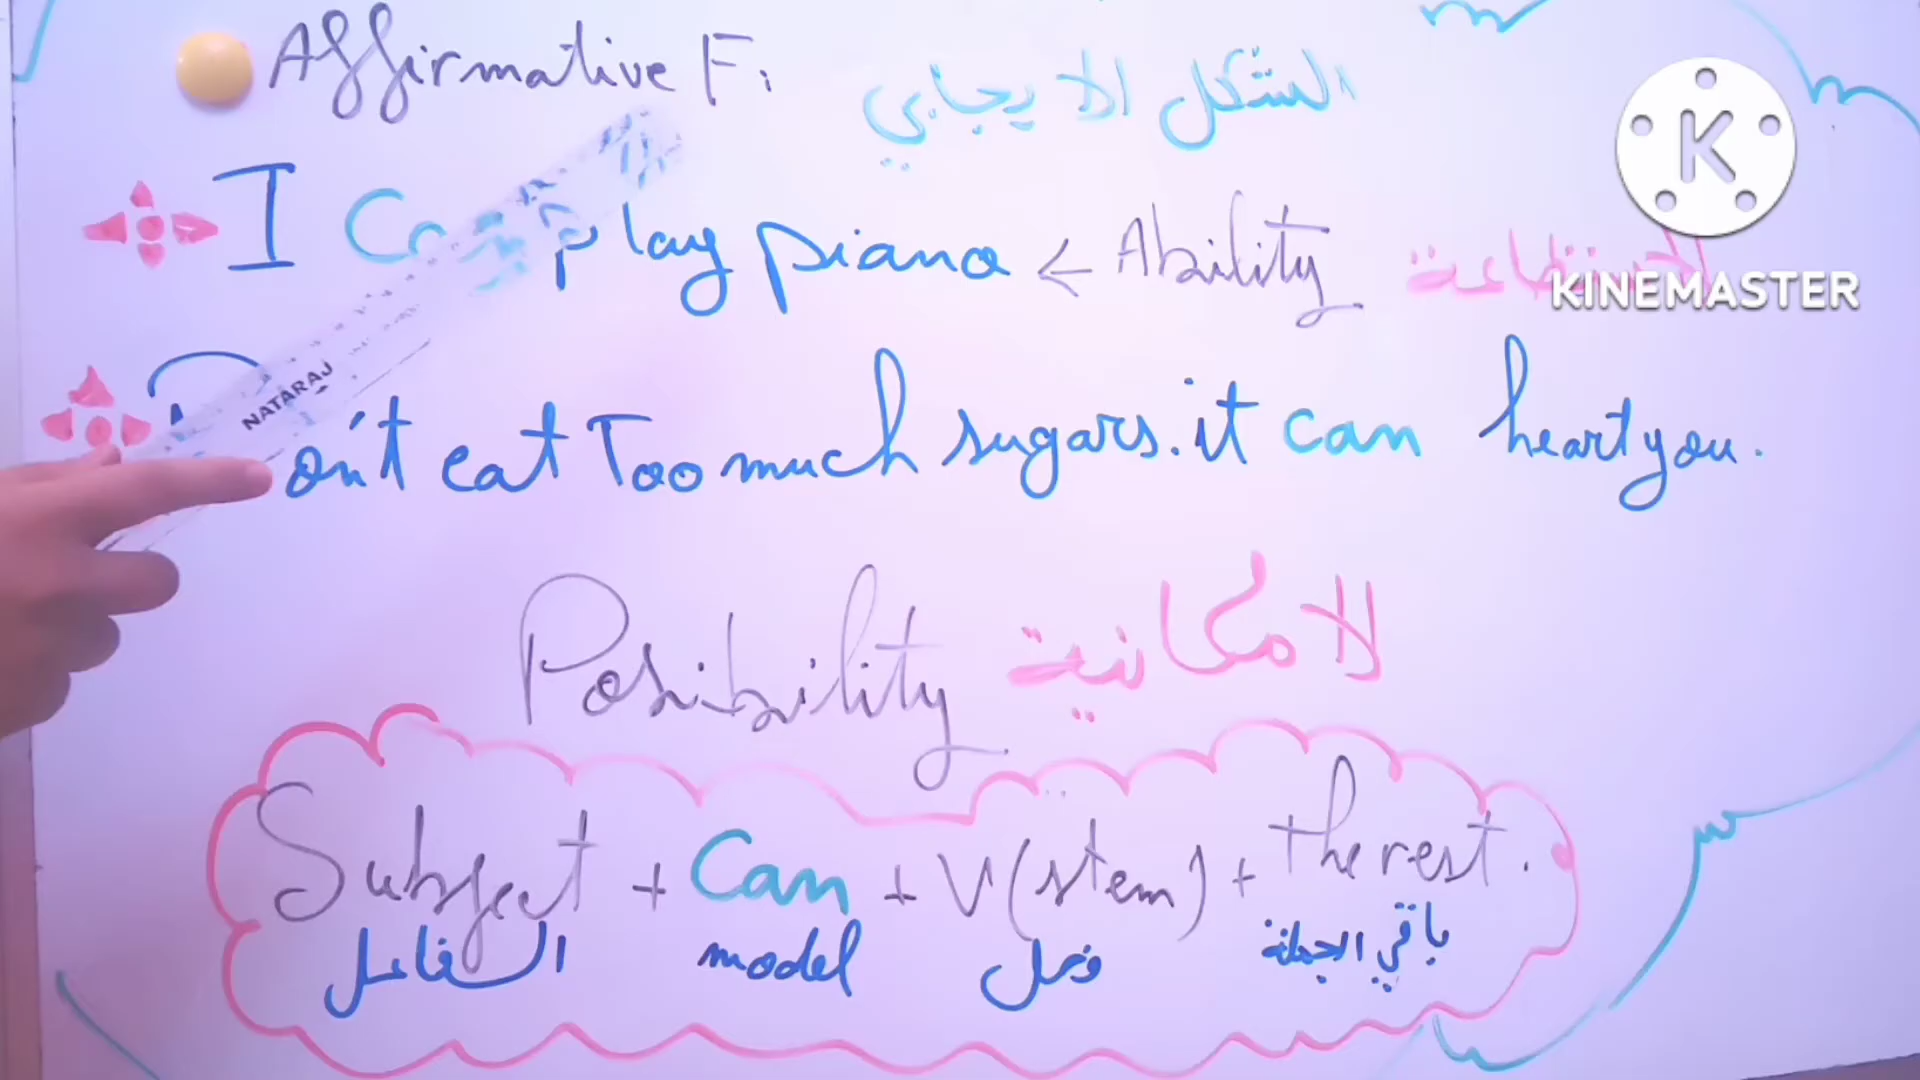 Affirmative F. الشكل الايجابي
I Can play piano ← Ability
K
KINEMASTER
NATARAJ
Don't eat Too much sugars. it can heart you.
Posibility لامكانية
Subject + Can + V(stem) + the rest.
الفاعل model فعل باقي الجملة